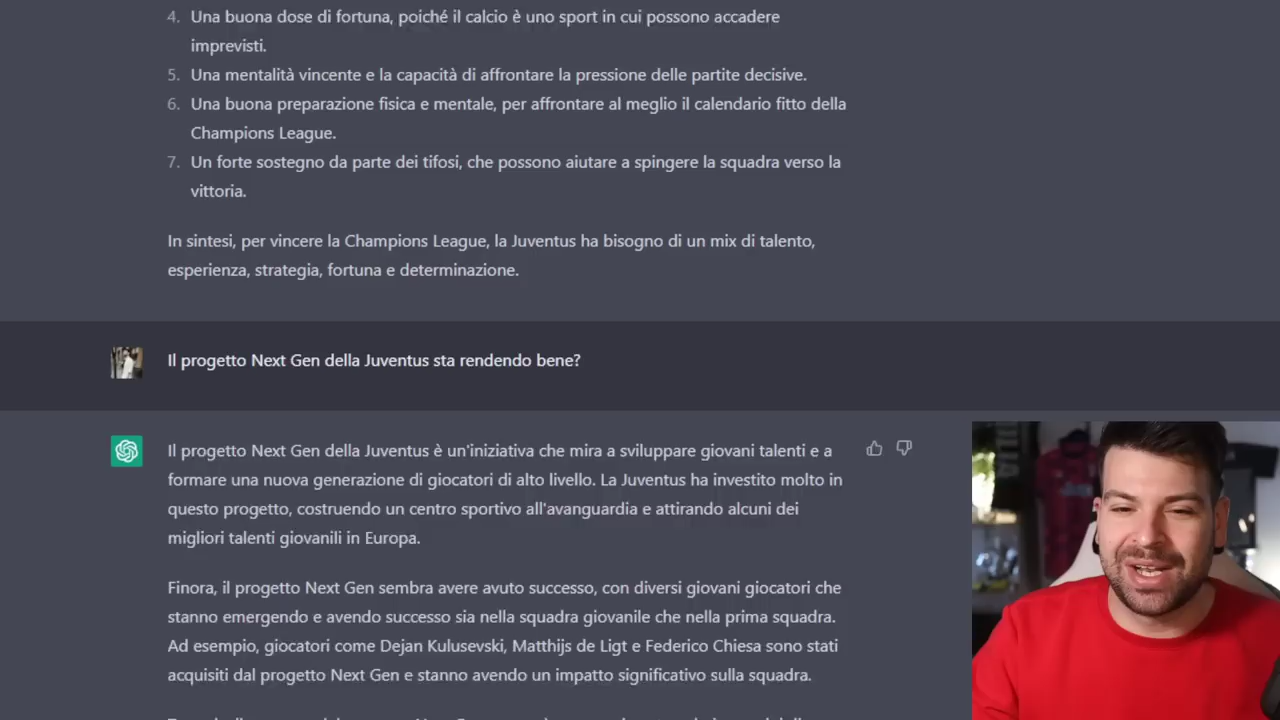 4. Una buona dose di fortuna, poiché il calcio è uno sport in cui possono accadere
imprevisti.
5. Una mentalità vincente e la capacità di affrontare la pressione delle partite decisive.
6. Una buona preparazione fisica e mentale, per affrontare al meglio il calendario fitto della
Champions League.
7. Un forte sostegno da parte dei tifosi, che possono aiutare a spingere la squadra verso la
vittoria.
In sintesi, per vincere la Champions League, la Juventus ha bisogno di un mix di talento,
esperienza, strategia, fortuna e determinazione.
Il progetto Next Gen della Juventus sta rendendo bene?
Il progetto Next Gen della Juventus è un'iniziativa che mira a sviluppare giovani talenti e a
formare una nuova generazione di giocatori di alto livello. La Juventus ha investito molto in
questo progetto, costruendo un centro sportivo all'avanguardia e attirando alcuni dei
migliori talenti giovanili in Europa.
Finora, il progetto Next Gen sembra avere avuto successo, con diversi giovani giocatori che
stanno emergendo e avendo successo sia nella squadra giovanile che nella prima squadra.
Ad esempio, giocatori come Dejan Kulusevski, Matthijs de Ligt e Federico Chiesa sono stati
acquisiti dal progetto Next Gen e stanno avendo un impatto significativo sulla squadra.